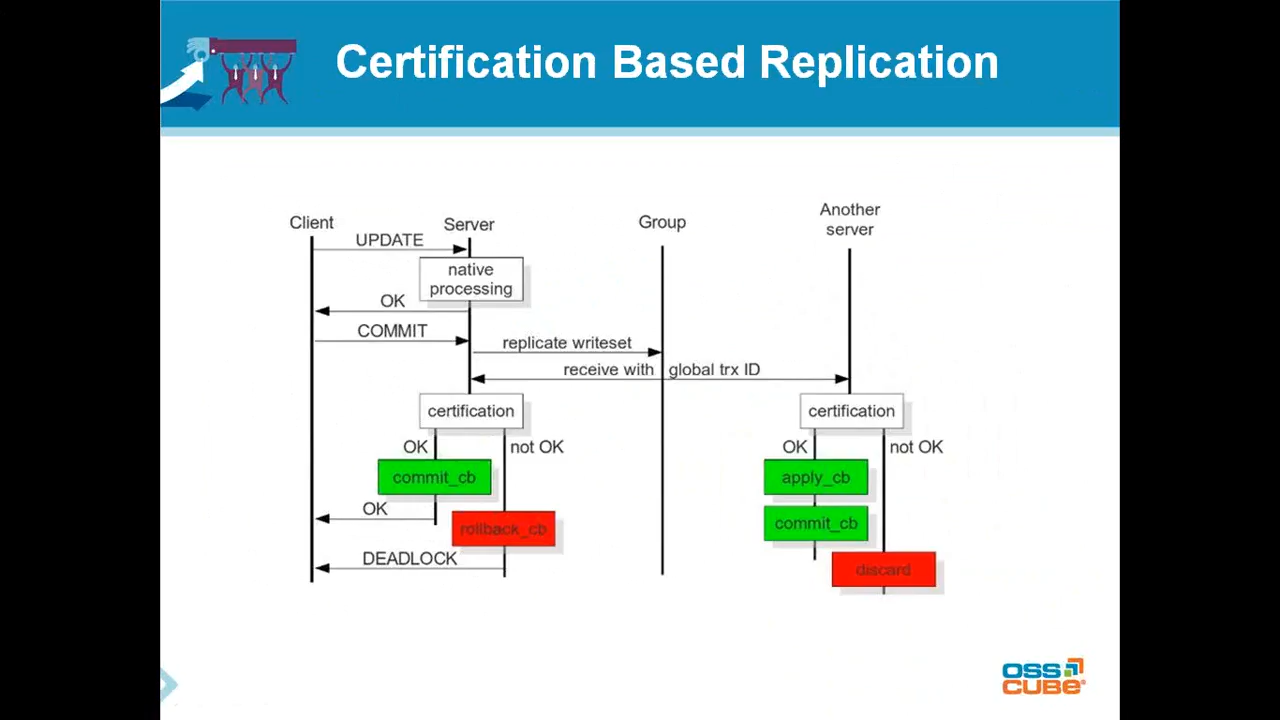 Certification Based Replication
Client
Server
Group
Another
server
UPDATE
native
processing
OK
COMMIT
replicate writeset
receive with global trx ID
certification
certification
OK
not OK
OK
not OK
commit_cb
apply_cb
OK
rollback_cb
commit_cb
DEADLOCK
discard
OSS
CUBE